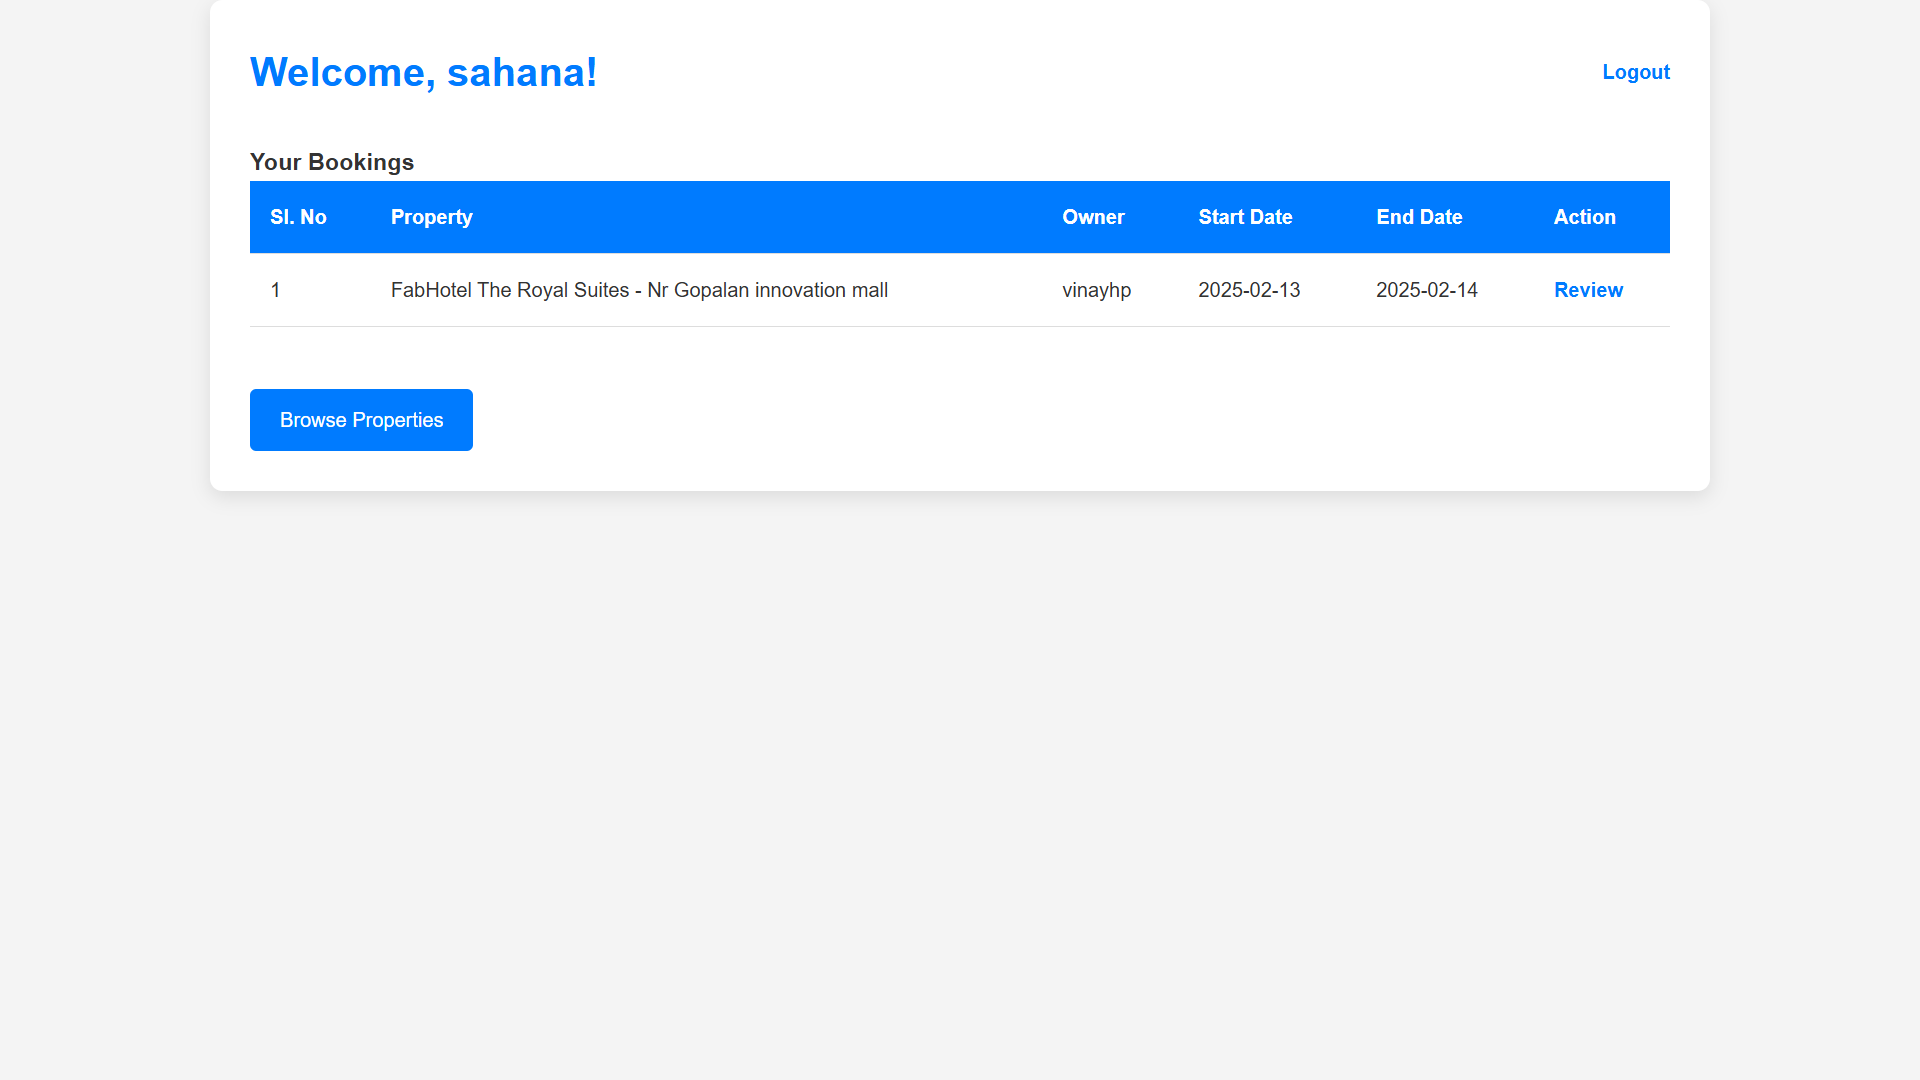 Welcome, sahana!
Logout
Your Bookings
Sl. No Property Owner Start Date End Date Action
1 FabHotel The Royal Suites - Nr Gopalan innovation mall vinayhp 2025-02-13 2025-02-14 Review
Browse Properties